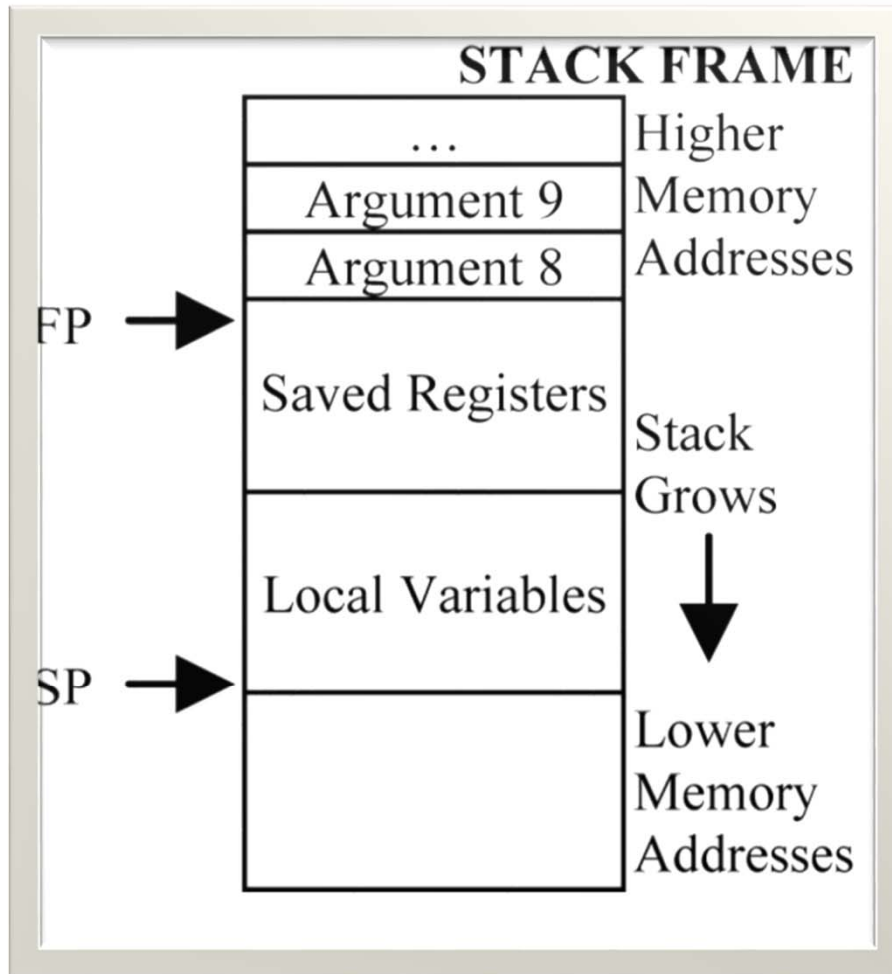 STACK FRAME
...
Higher
Argument 9
Memory
Argument 8
Addresses
FP
Saved Registers
Stack
Grows
Local Variables
SP
Lower
Memory
Addresses